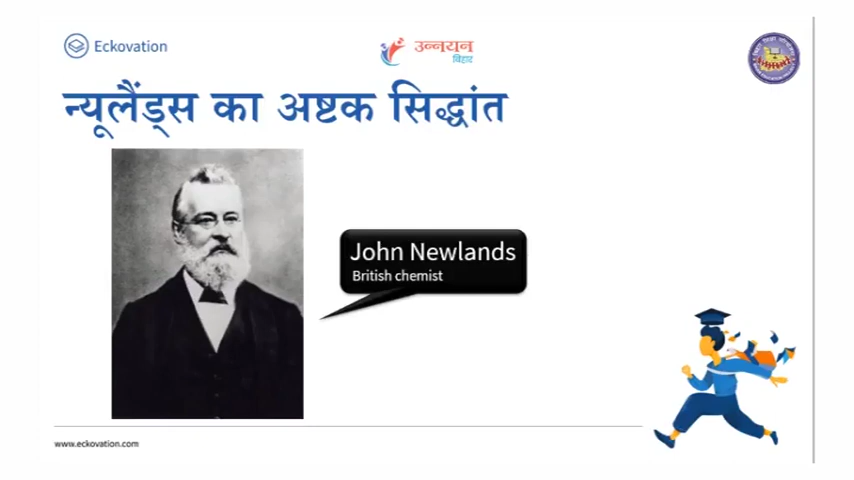 Eckovation
उन्नयन
बिहार
न्यूलैंड्स का अष्टक सिद्धांत
John Newlands
British chemist
www.eckovation.com